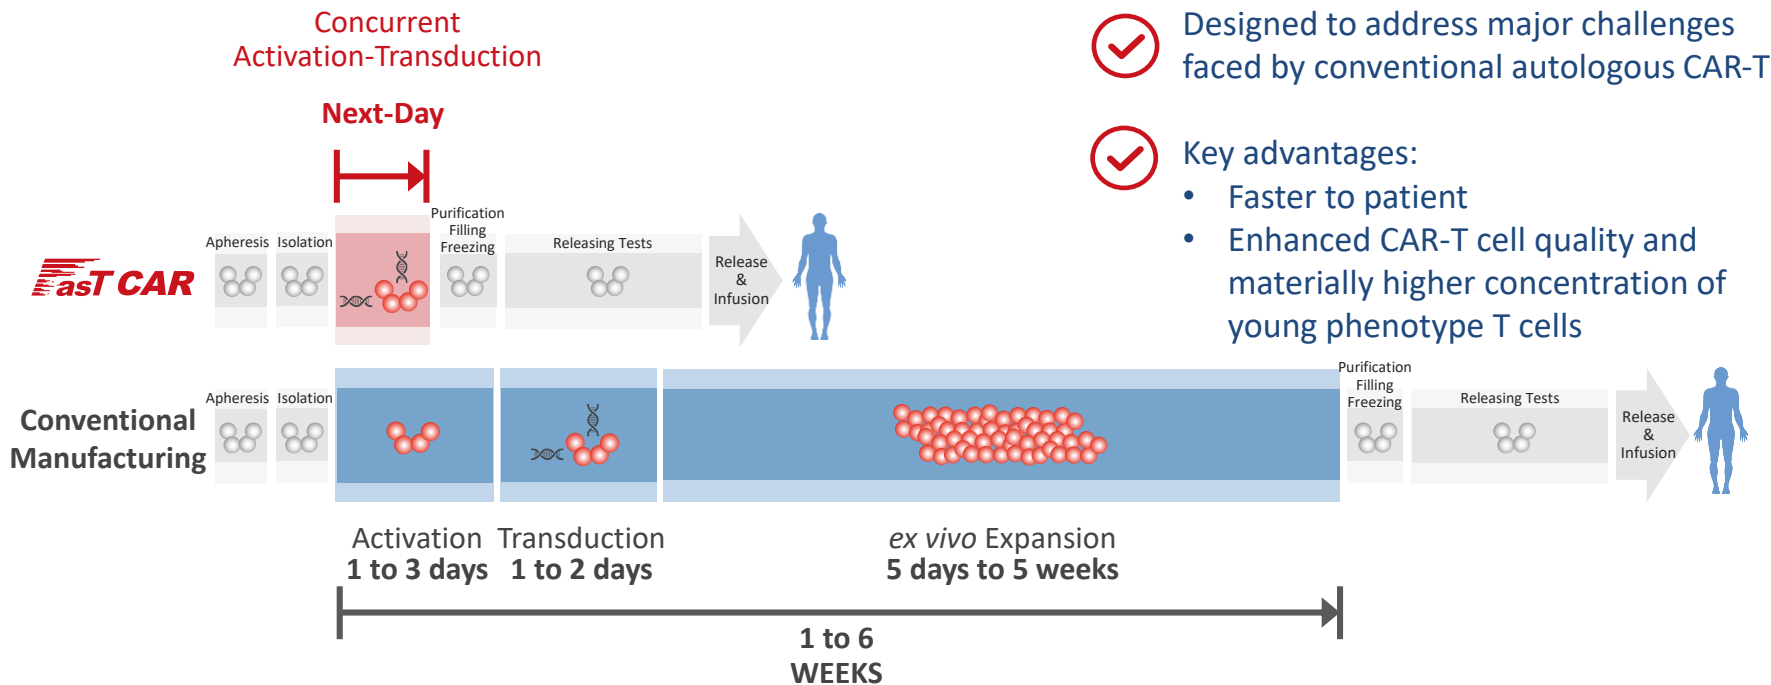 Concurrent
Activation-Transduction
Next-Day
Designed to address major challenges
faced by conventional autologous CAR-T
Key advantages:
• Faster to patient
• Enhanced CAR-T cell quality and
materially higher concentration of
young phenotype T cells
FasT CAR
Apheresis
Isolation
Purification
Filling
Freezing
Releasing Tests
Release
&
Infusion
Conventional
Manufacturing
Apheresis
Isolation
Purification
Filling
Freezing
Releasing Tests
Release
&
Infusion
Activation
1 to 3 days
Transduction
1 to 2 days
ex vivo Expansion
5 days to 5 weeks
1 to 6
WEEKS